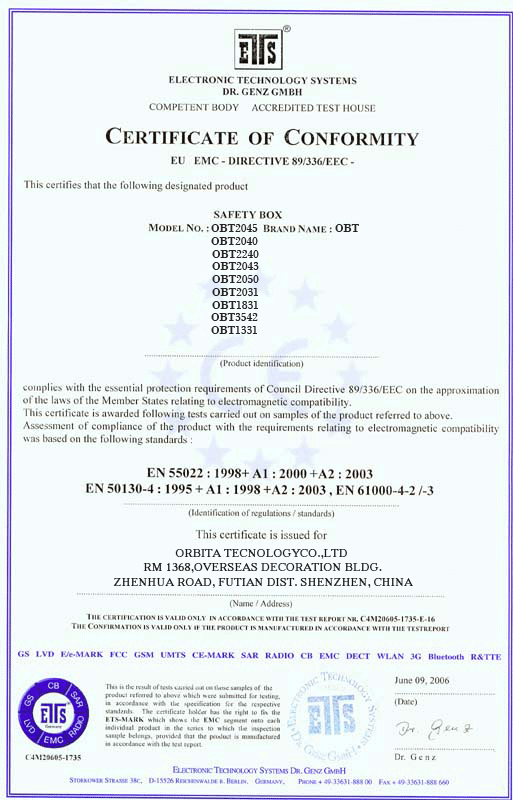 ETS ®
ELECTRONIC TECHNOLOGY SYSTEMS
DR. GENZ GMBH
COMPETENT BODY ACCREDITED TEST HOUSE
CERTIFICATE OF CONFORMITY
EU EMC - DIRECTIVE 89/336/EEC -
This certifies that the following designated product
SAFETY BOX
MODEL NO. : OBT2045 BRAND NAME : OBT
OBT2040
OBT2240
OBT2043
OBT2050
OBT2031
OBT1831
OBT3542
OBT1331
(Product identification)
complies with the essential protection requirements of Council Directive 89/336/EEC on the approximation
of the laws of the Member States relating to electromagnetic compatibility.
This certificate is awarded following tests carried out on samples of the product referred to above.
Assessment of compliance of the product with the requirements relating to electromagnetic compatibility
was based on the following standards :
EN 55022 : 1998+ A1 : 2000 +A2 : 2003
EN 50130-4 : 1995 + A1 : 1998 +A2 : 2003 , EN 61000-4-2 /-3
(Identification of regulations / standards)
This certificate is issued for
ORBITA TECNOLOGYCO.,LTD
RM 1368,OVERSEAS DECORATION BLDG.
ZHENHUA ROAD, FUTIAN DIST. SHENZHEN, CHINA
(Name / Address)
THE CERTIFICATION IS VALID ONLY IN ACCORDANCE WITH THE TEST REPORT NR. C4M20605-1735-E-16
THE CONFIRMATION IS VALID ONLY IF THE PRODUCT IS MANUFACTURED IN ACCORDANCE WITH THE TESTREPORT
GS LVD E/e-MARK FCC GSM UMTS CE-MARK SAR RADIO CB EMC DECT WLAN 3G Bluetooth R&TTE
GS CB SAR
LVD EMC RADIO
ETS
Germany
C4M20605-1735
This is the result of tests carried out on these samples of the
product referred to above which were submitted for testing,
in accordance with the specification for the respective
standards. The certificate holder has the right to fix the
ETS-MARK which shows the EMC segment onto each
individual product in the series to which the inspection
sample belongs, provided that the product is manufactured
in accordance with the test report.
ELECTRONIC TECHNOLOGY SYSTEMS
ETS
Dr. Genz GmbH
June 09, 2006
(Date)
Dr. Genz
Dr. Genz
ELECTRONIC TECHNOLOGY SYSTEMS DR. GENZ GMBH
STORKOWER STRASSE 38C, D-15526 REICHENWALDE B. BERLIN, GERMANY, PHONE +49-33631-888 00 FAX + 49-33631-888 660